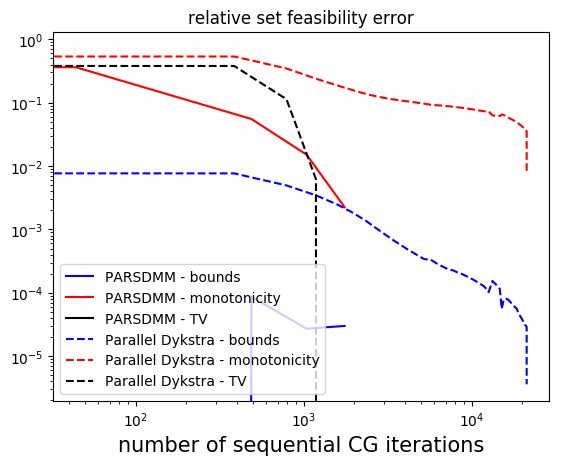 relative set feasibility error
10^0
10^-1
10^-2
10^-3
10^-4
10^-5
PARSDMM - bounds
PARSDMM - monotonicity
PARSDMM - TV
Parallel Dykstra - bounds
Parallel Dykstra - monotonicity
Parallel Dykstra - TV
10^2
10^3
10^4
number of sequential CG iterations